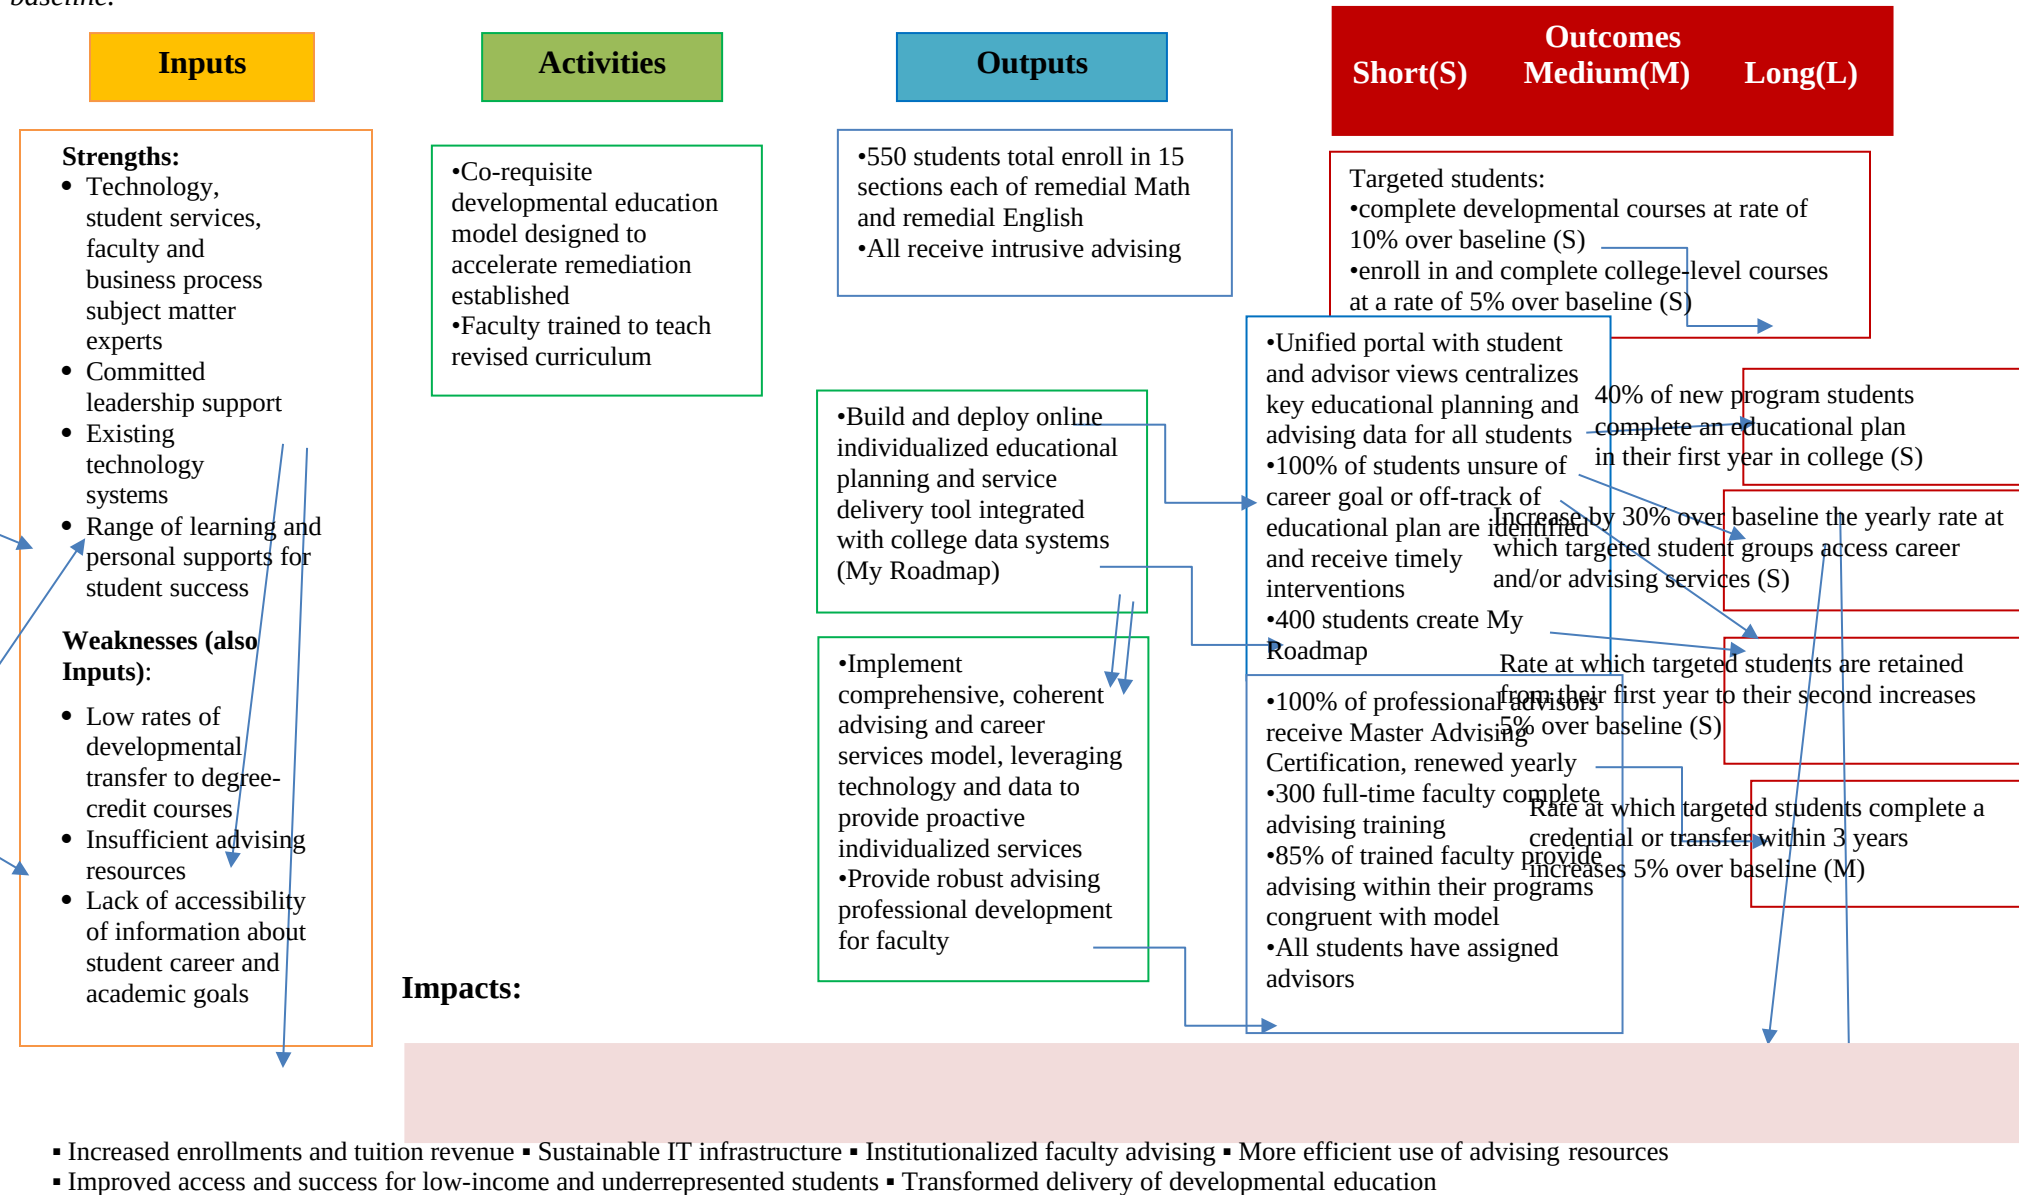 baseline.
Inputs
Activities
Outputs
Outcomes
Short(S) Medium(M) Long(L)
Strengths:
• Technology,
student services,
faculty and
business process
subject matter
experts
• Committed
leadership support
• Existing
technology
systems
• Range of learning and
personal supports for
student success
Weaknesses (also
Inputs):
• Low rates of
developmental
transfer to degree-
credit courses
• Insufficient advising
resources
• Lack of accessibility
of information about
student career and
academic goals
•Co-requisite
developmental education
model designed to
accelerate remediation
established
•Faculty trained to teach
revised curriculum
•Build and deploy online
individualized educational
planning and service
delivery tool integrated
with college data systems
(My Roadmap)
•Implement
comprehensive, coherent
advising and career
services model, leveraging
technology and data to
provide proactive
individualized services
•Provide robust advising
professional development
for faculty
•550 students total enroll in 15
sections each of remedial Math
and remedial English
•All receive intrusive advising
•Unified portal with student
and advisor views centralizes
key educational planning and
advising data for all students
•100% of students unsure of
career goal or off-track of
educational plan are identified
and receive timely
interventions
•400 students create My
Roadmap
•100% of professional advisors
receive Master Advising
Certification, renewed yearly
•300 full-time faculty complete
advising training
•85% of trained faculty provide
advising within their programs
congruent with model
•All students have assigned
advisors
Targeted students:
•complete developmental courses at rate of
10% over baseline (S)
•enroll in and complete college-level courses
at a rate of 5% over baseline (S)
40% of new program students
complete an educational plan
in their first year in college (S)
Increase by 30% over baseline the yearly rate at
which targeted student groups access career
and/or advising services (S)
Rate at which targeted students are retained
from their first year to their second increases
5% over baseline (S)
Rate at which targeted students complete a
credential or transfer within 3 years
increases 5% over baseline (M)
Impacts:
▪ Increased enrollments and tuition revenue ▪ Sustainable IT infrastructure ▪ Institutionalized faculty advising ▪ More efficient use of advising resources
▪ Improved access and success for low-income and underrepresented students ▪ Transformed delivery of developmental education